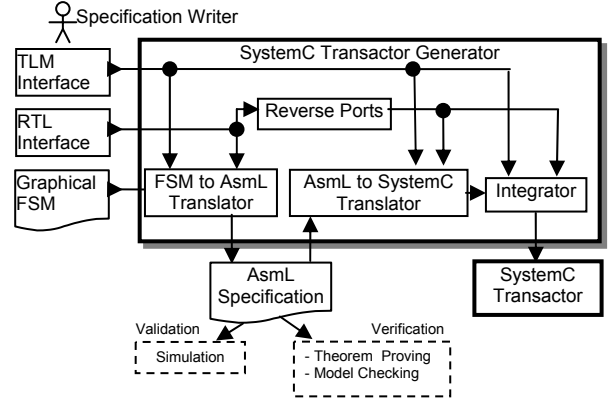 Specification Writer
TLM
Interface
SystemC Transactor Generator
RTL
Interface
Reverse Ports
Graphical
FSM
FSM to AsmL
Translator
AsmL to SystemC
Translator
Integrator
AsmL
Specification
SystemC
Transactor
Validation
Simulation
Verification
- Theorem Proving
- Model Checking